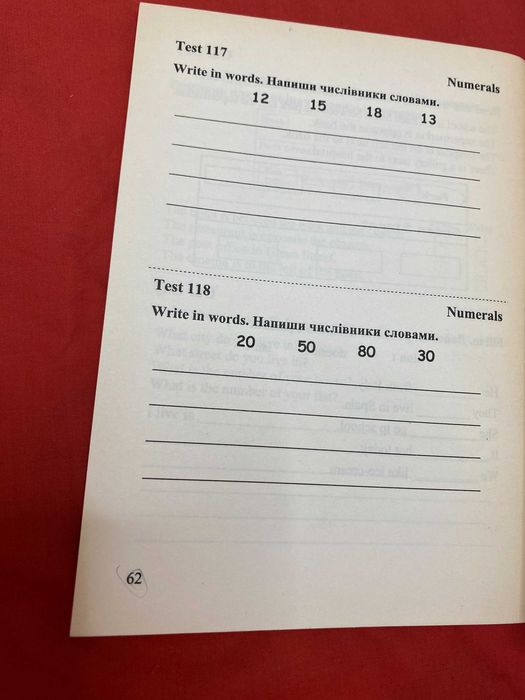 Test 117
Numerals
Write in words. Напиши числівники словами.
12 15 18 13
Test 118
Numerals
Write in words. Напиши числівники словами.
20 50 80 30
62